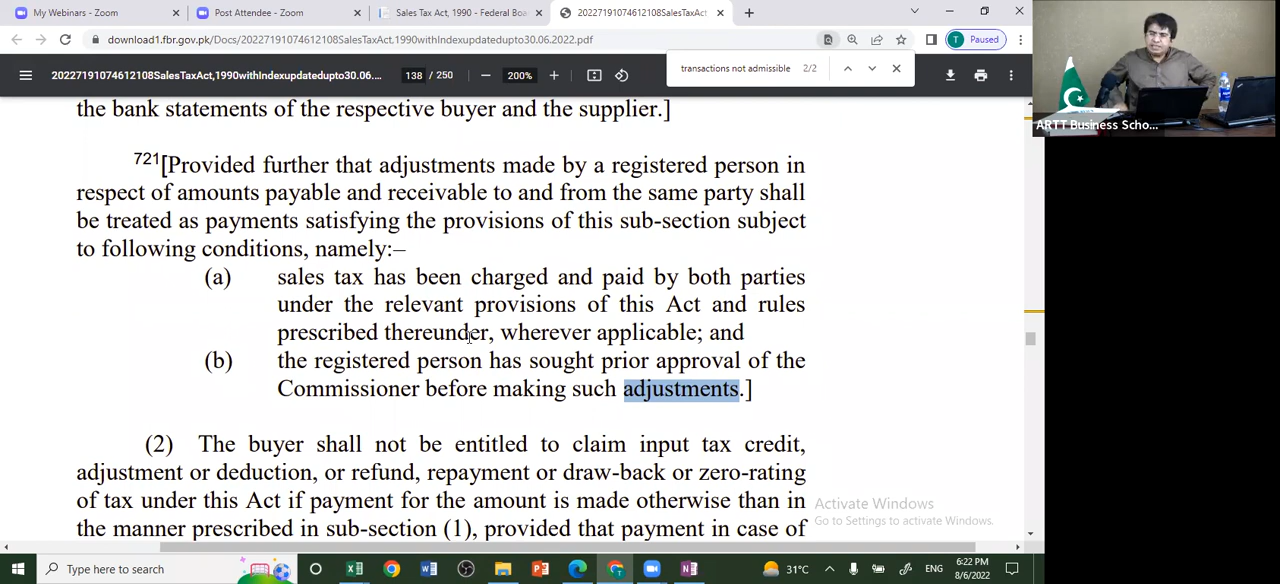 My Webinars - Zoom
Post Attendee - Zoom
Sales Tax Act, 1990 - Federal Boa
20227191074612108SalesTaxAct
download1.fbr.gov.pk/Docs/20227191074612108SalesTaxAct,1990withIndexupdatedupto30.06.2022.pdf
T Paused
20227191074612108SalesTaxAct,1990withIndexupdatedupto30.06....
138 / 250
200%
transactions not admissible 2/2
ARTT Business Scho...
the bank statements of the respective buyer and the supplier.]
721[Provided further that adjustments made by a registered person in
respect of amounts payable and receivable to and from the same party shall
be treated as payments satisfying the provisions of this sub-section subject
to following conditions, namely:–
(a) sales tax has been charged and paid by both parties
under the relevant provisions of this Act and rules
prescribed thereunder, wherever applicable; and
(b) the registered person has sought prior approval of the
Commissioner before making such adjustments.]
(2) The buyer shall not be entitled to claim input tax credit,
adjustment or deduction, or refund, repayment or draw-back or zero-rating
of tax under this Act if payment for the amount is made otherwise than in
the manner prescribed in sub-section (1), provided that payment in case of
Activate Windows
Go to Settings to activate Windows.
Type here to search
31°C
ENG
6:22 PM
8/6/2022